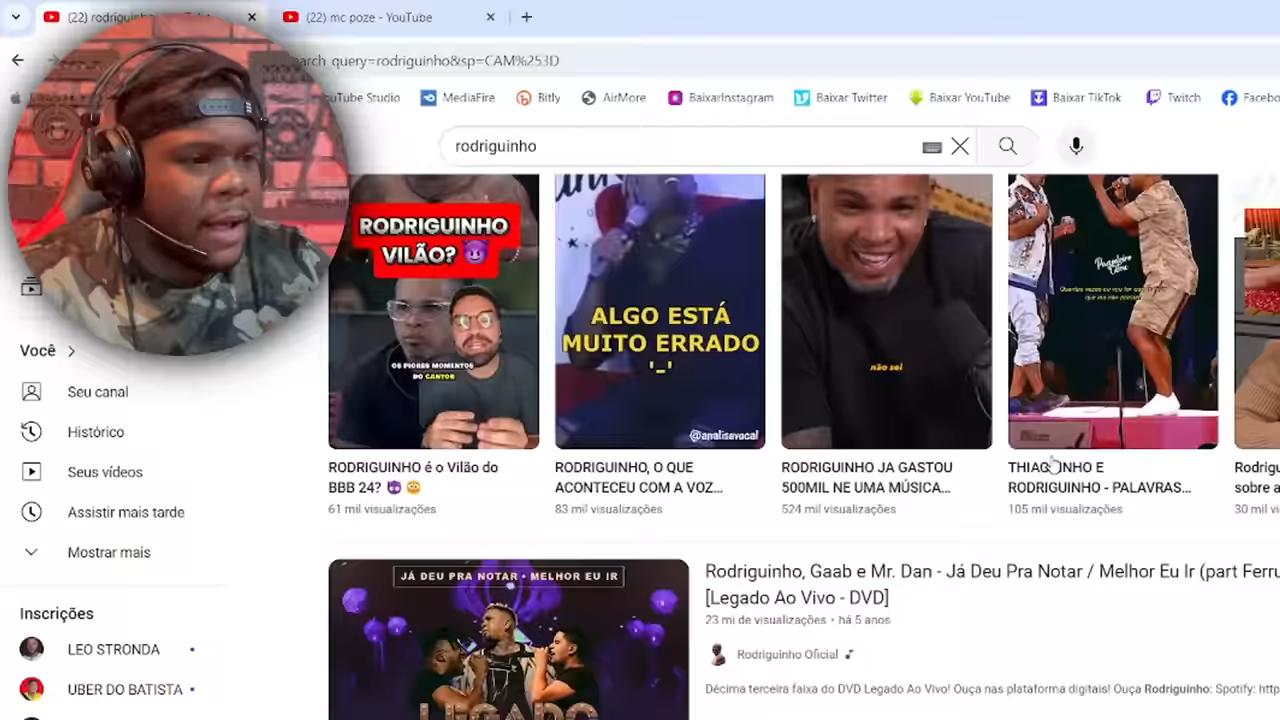 (22) rodriguinho
(22) mc poze - YouTube
arch_query=rodriguinho&sp=CAM%253D
YouTube Studio
MediaFire
Bitly
AirMore
BaixarInstagram
Baixar Twitter
Baixar YouTube
Baixar TikTok
Twitch
Facebo
rodriguinho
RODRIGUINHO
VILÃO? 😈
OS PIORES MOMENTOS
DO CANTOR
ALGO ESTÁ
MUITO ERRADO
'-'
@analisevocal
não sei
Você
Seu canal
Histórico
Seus vídeos
Assistir mais tarde
Mostrar mais
Inscrições
LEO STRONDA
UBER DO BATISTA
RODRIGUINHO é o Vilão do
BBB 24? 😈 😳
61 mil visualizações
RODRIGUINHO, O QUE
ACONTECEU COM A VOZ...
83 mil visualizações
RODRIGUINHO JA GASTOU
500MIL NE UMA MÚSICA...
524 mil visualizações
THIAGUINHO E
RODRIGUINHO - PALAVRAS...
105 mil visualizações
Rodrigu
sobre a
30 mil vi
JÁ DEU PRA NOTAR • MELHOR EU IR
LEGADO
Rodriguinho, Gaab e Mr. Dan - Já Deu Pra Notar / Melhor Eu Ir (part Ferru
[Legado Ao Vivo - DVD]
23 mi de visualizações • há 5 anos
Rodriguinho Oficial
Décima terceira faixa do DVD Legado Ao Vivo! Ouça nas plataforma digitais! Ouça Rodriguinho: Spotify: http